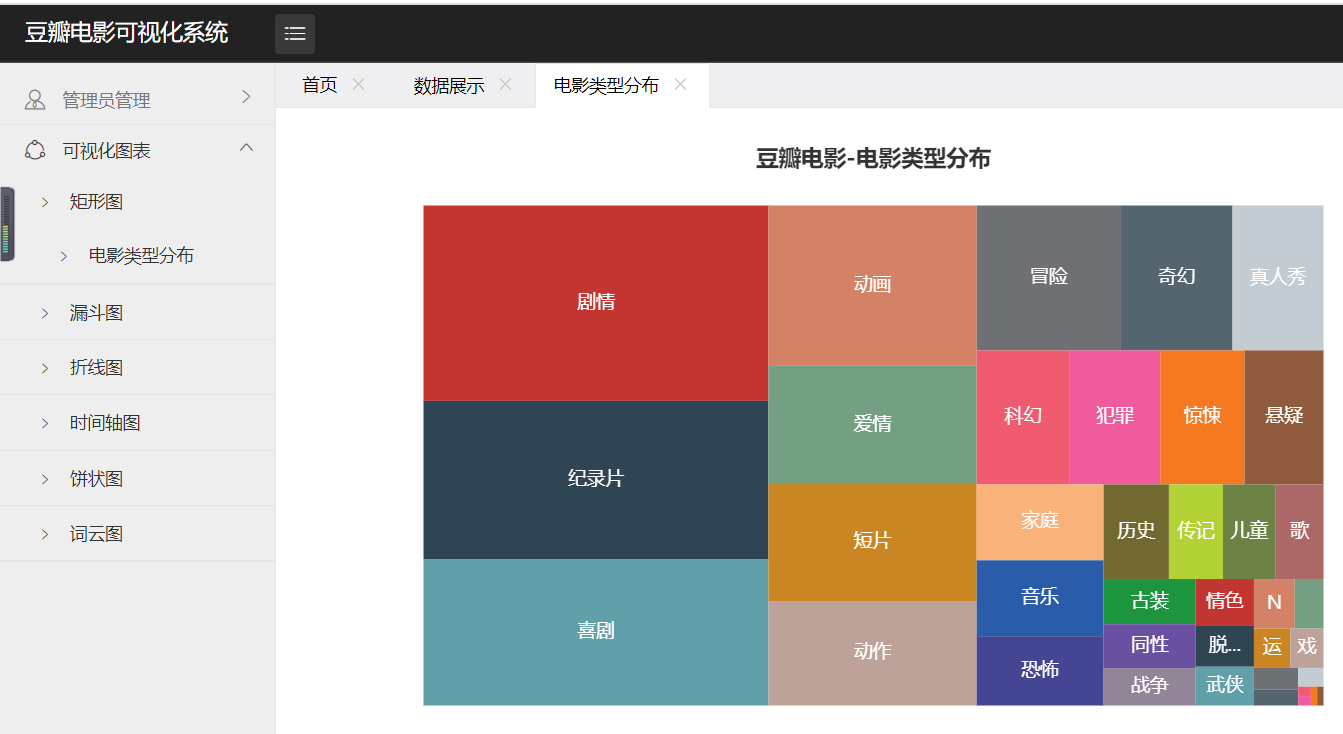 豆瓣电影可视化系统
管理员管理
可视化图表
矩形图
电影类型分布
漏斗图
折线图
时间轴图
饼状图
词云图
首页
数据展示
电影类型分布
豆瓣电影-电影类型分布
剧情
纪录片
喜剧
动画
爱情
短片
动作
冒险
奇幻
真人秀
科幻
犯罪
惊悚
悬疑
家庭
音乐
恐怖
历史
传记
儿童
歌
古装
情色
N
同性
脱...
运
戏
战争
武侠